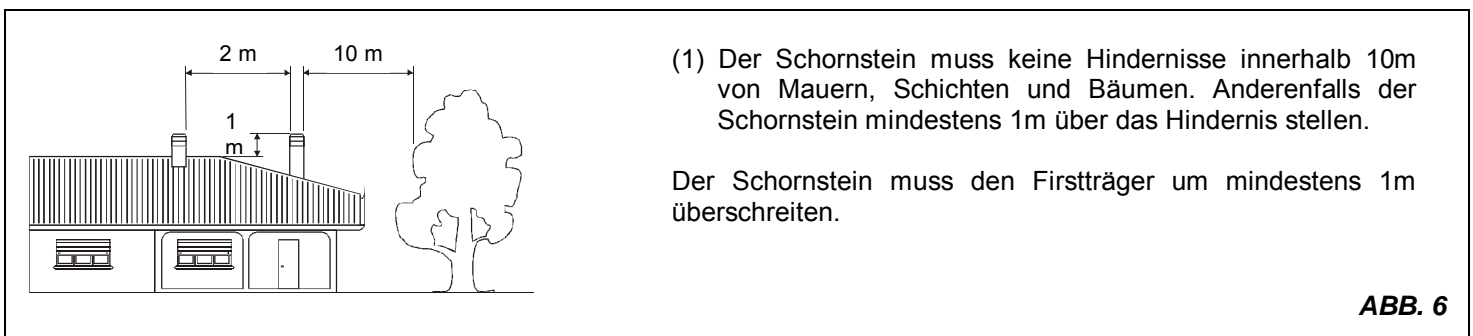 2 m 10 m
1
m
(1) Der Schornstein muss keine Hindernisse innerhalb 10m
von Mauern, Schichten und Bäumen. Anderenfalls der
Schornstein mindestens 1m über das Hindernis stellen.
Der Schornstein muss den Firstträger um mindestens 1m
überschreiten.
ABB. 6